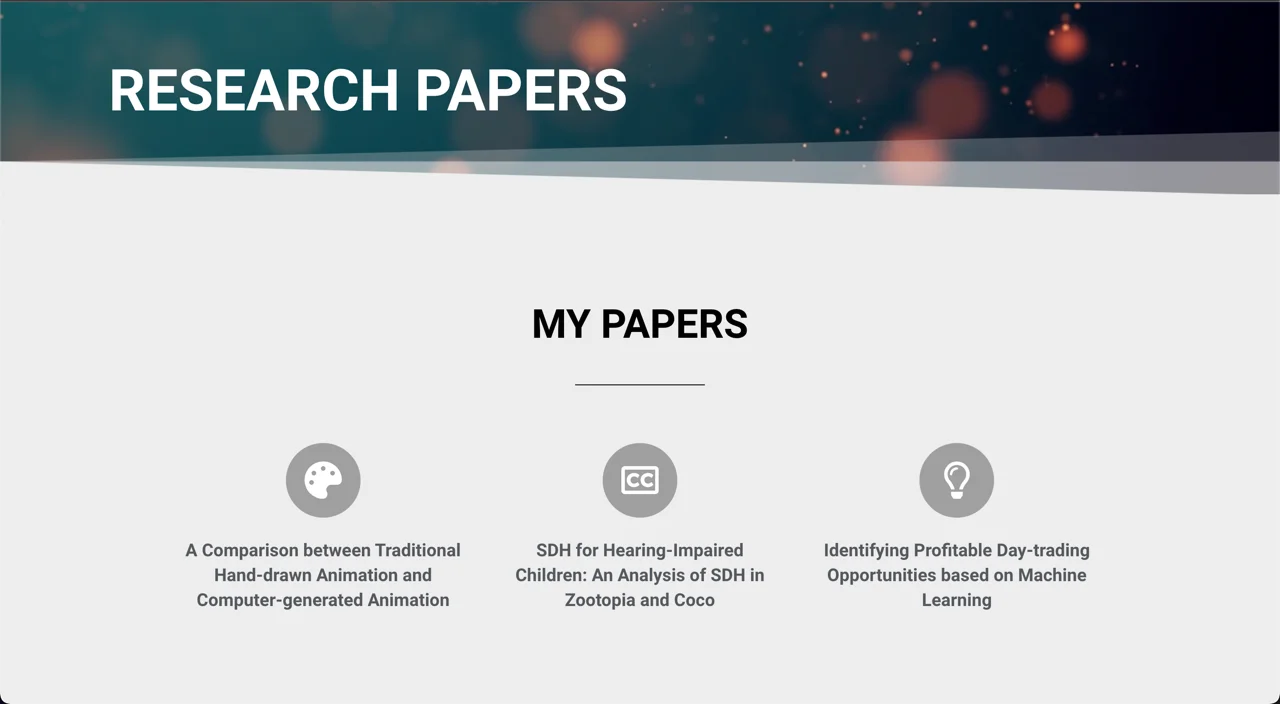 RESEARCH PAPERS
MY PAPERS
CC
A Comparison between Traditional
Hand-drawn Animation and
Computer-generated Animation
SDH for Hearing-Impaired
Children: An Analysis of SDH in
Zootopia and Coco
Identifying Profitable Day-trading
Opportunities based on Machine
Learning